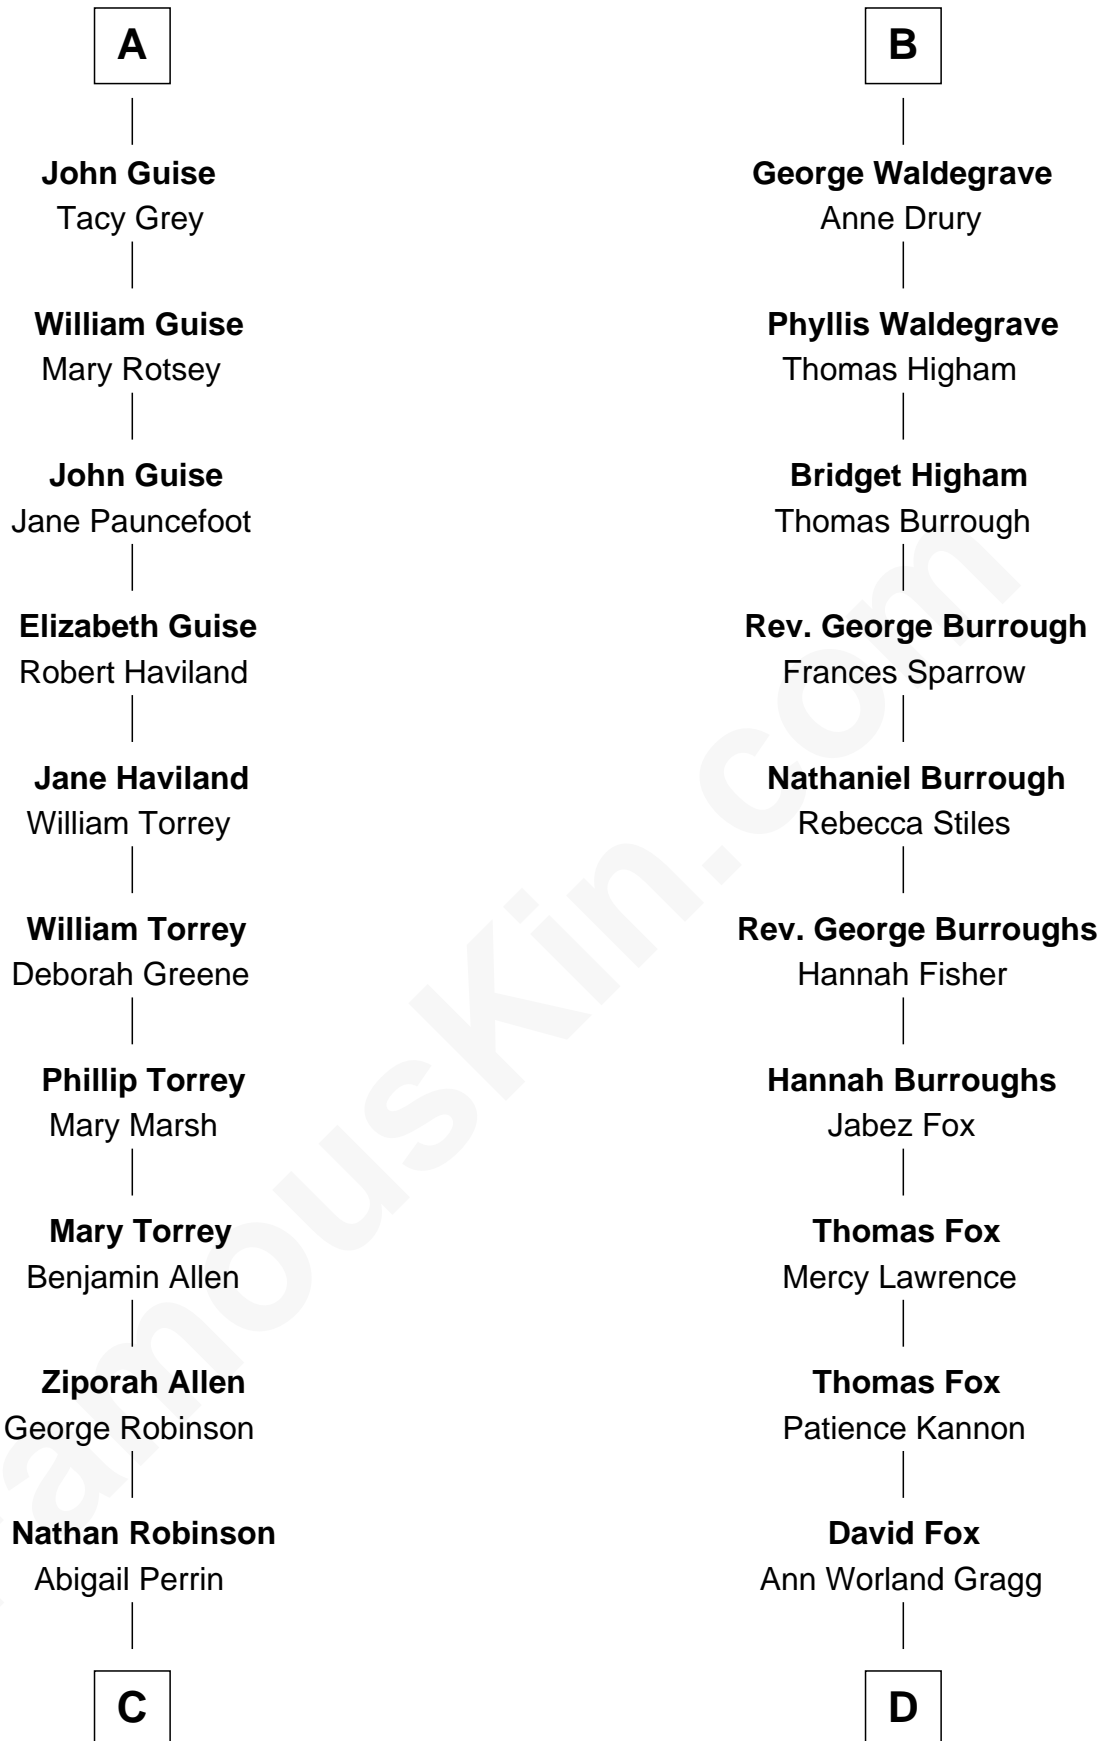 A
John Guise
Tacy Grey
William Guise
Mary Rotsey
John Guise
Jane Pauncefoot
Elizabeth Guise
Robert Haviland
Jane Haviland
William Torrey
William Torrey
Deborah Greene
Phillip Torrey
Mary Marsh
Mary Torrey
Benjamin Allen
Ziporah Allen
George Robinson
Nathan Robinson
Abigail Perrin
C
B
George Waldegrave
Anne Drury
Phyllis Waldegrave
Thomas Higham
Bridget Higham
Thomas Burrough
Rev. George Burrough
Frances Sparrow
Nathaniel Burrough
Rebecca Stiles
Rev. George Burroughs
Hannah Fisher
Hannah Burroughs
Jabez Fox
Thomas Fox
Mercy Lawrence
Thomas Fox
Patience Kannon
David Fox
Ann Worland Gragg
D
FamousKin.com